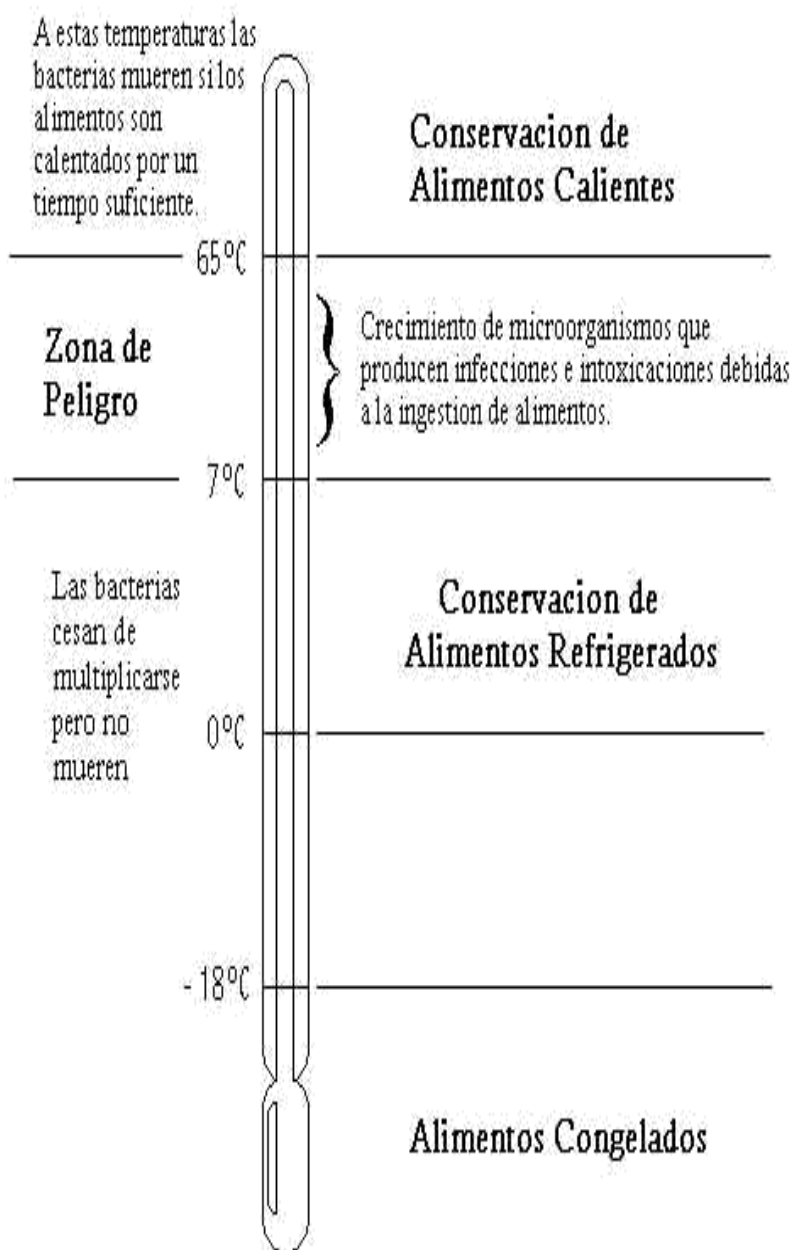 A estas temperaturas las
bacterias mueren si los
alimentos son
calentados por un
tiempo suficiente.
Conservacion de
Alimentos Calientes
65ºC
Zona de
Peligro
Crecimiento de microorganismos que
producen infecciones e intoxicaciones debidas
a la ingestion de alimentos.
7ºC
Las bacterias
cesan de
multiplicarse
pero no
mueren
Conservacion de
Alimentos Refrigerados
0ºC
- 18ºC
Alimentos Congelados